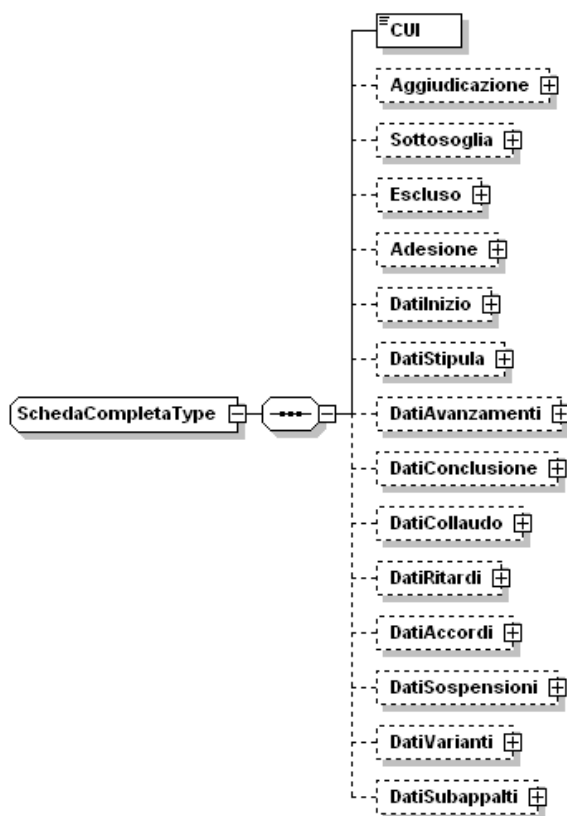 CUI
Aggiudicazione
Sottosoglia
Escluso
Adesione
DatiInizio
DatiStipula
SchedaCompletaType
DatiAvanzamenti
DatiConclusione
DatiCollaudo
DatiRitardi
DatiAccordi
DatiSospensioni
DatiVarianti
DatiSubappalti